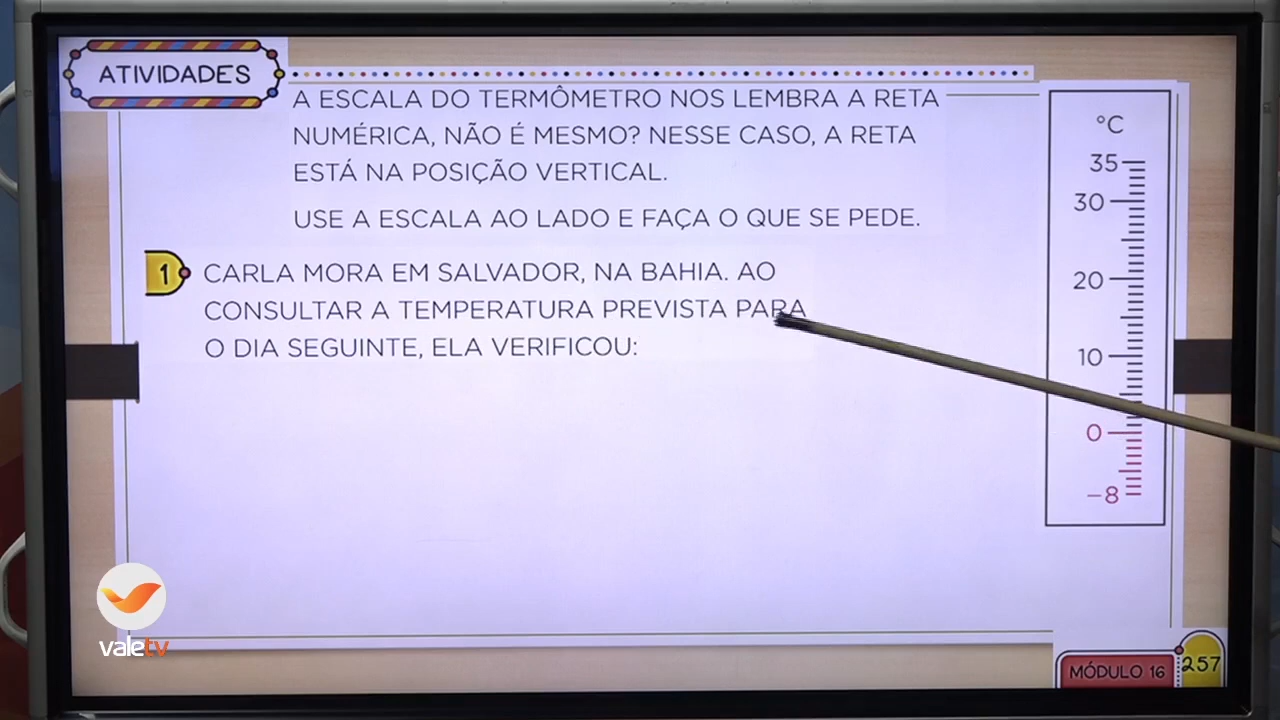 ATIVIDADES
A ESCALA DO TERMÔMETRO NOS LEMBRA A RETA
NUMÉRICA, NÃO É MESMO? NESSE CASO, A RETA
ESTÁ NA POSIÇÃO VERTICAL.
USE A ESCALA AO LADO E FAÇA O QUE SE PEDE.
1 CARLA MORA EM SALVADOR, NA BAHIA. AO
CONSULTAR A TEMPERATURA PREVISTA PARA
O DIA SEGUINTE, ELA VERIFICOU:
°C
35
30
20
10
0
−8
valetv
MÓDULO 16
257